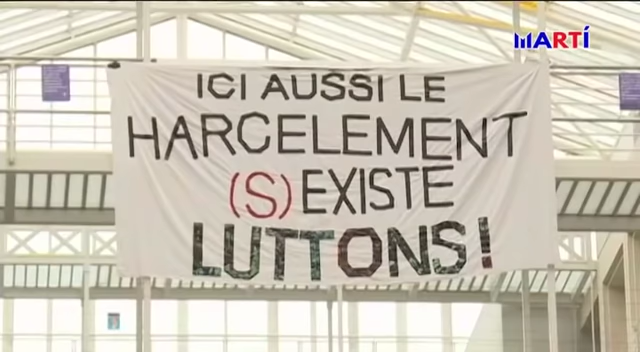 MARTÍ
ICI AUSSI LE
HARCELEMENT
(S)EXISTE
LUTTONS!